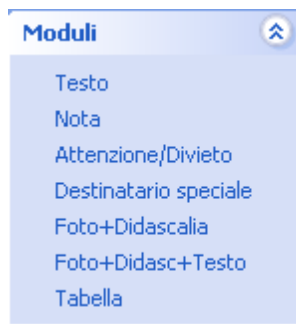 Moduli
Testo
Nota
Attenzione/Divieto
Destinatario speciale
Foto+Didascalia
Foto+Didasc+Testo
Tabella